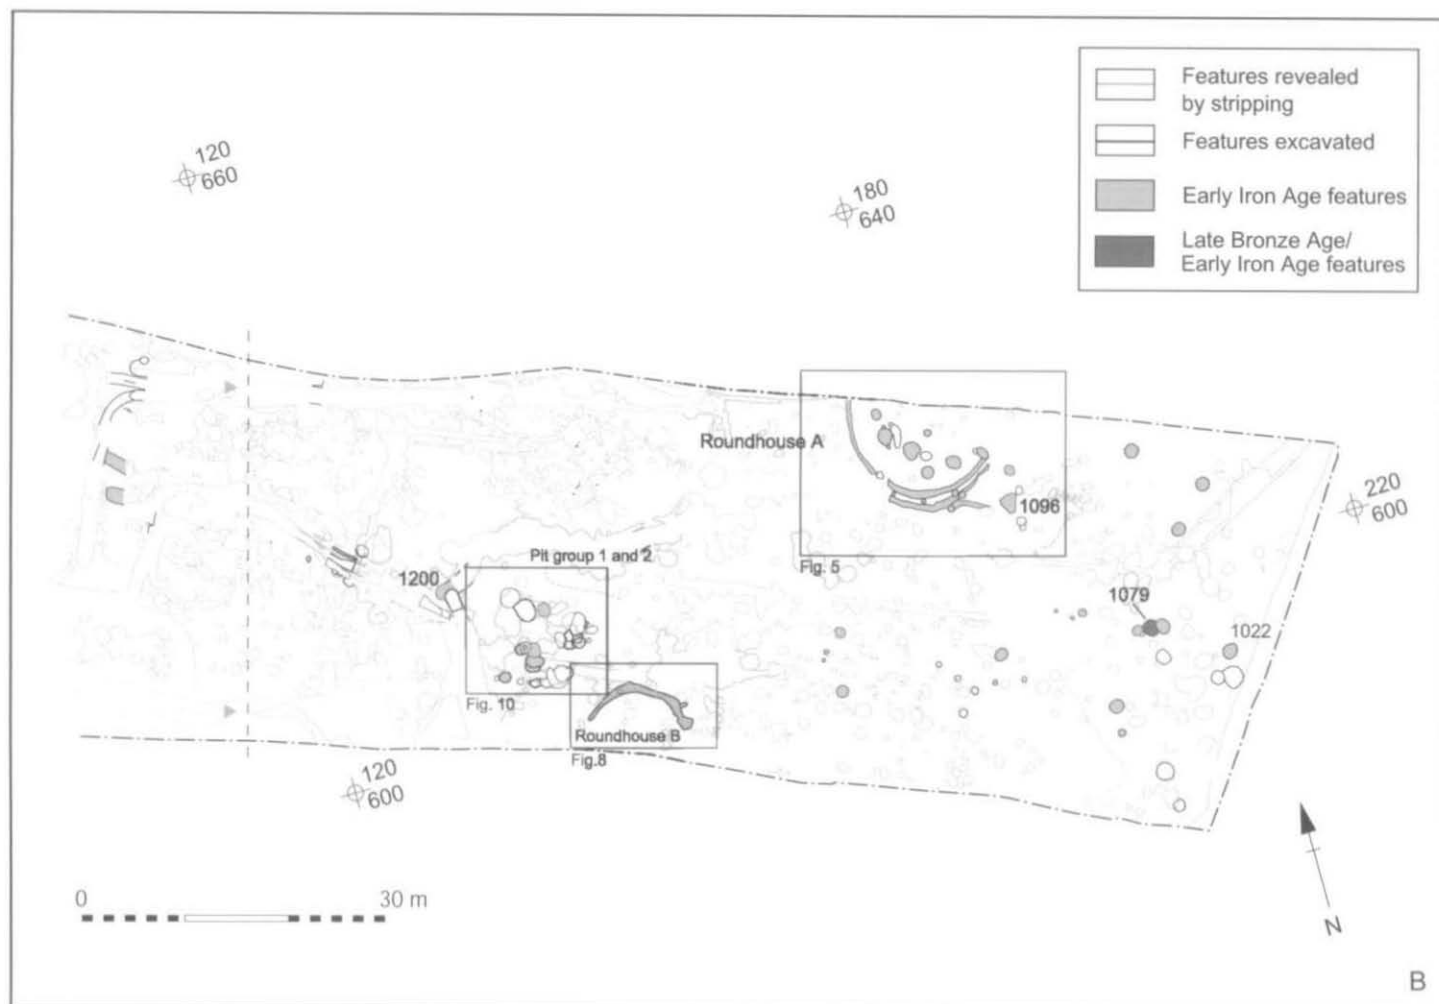 Features revealed
by stripping
Features excavated
Early Iron Age features
Late Bronze Age/
Early Iron Age features
120
660
180
640
Roundhouse A
220
600
1096
Pit group 1 and 2
Fig. 5
1200
1079
1022
Fig. 10
Roundhouse B
Fig.8
120
600
0 30 m
N
B